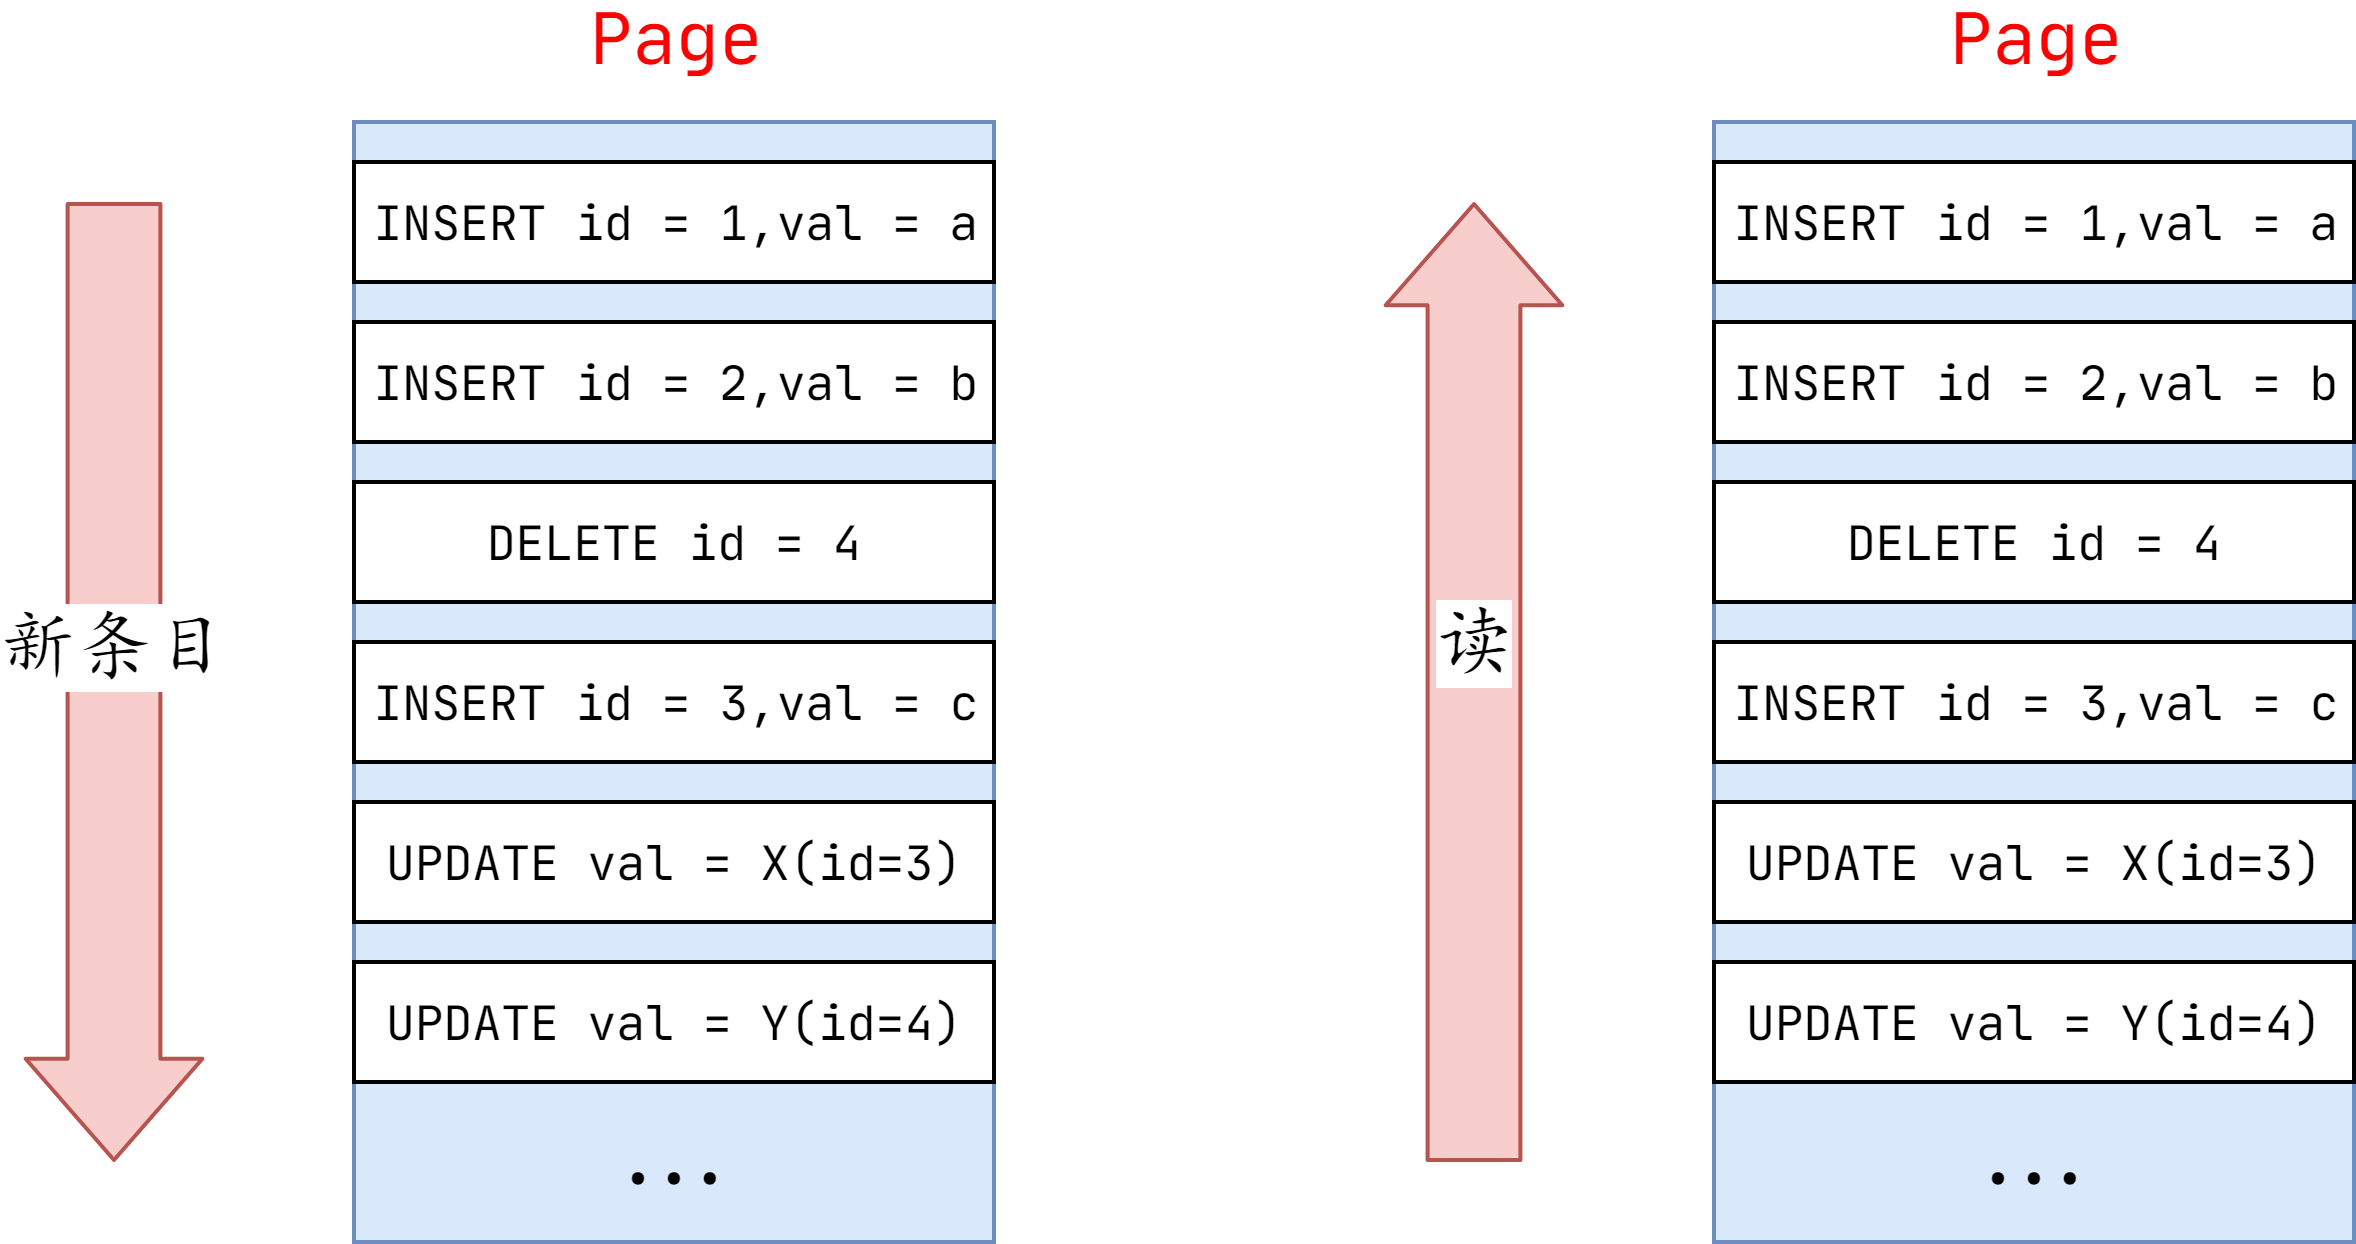 Page
新条目
INSERT id = 1,val = a
INSERT id = 2,val = b
DELETE id = 4
INSERT id = 3,val = c
UPDATE val = X(id=3)
UPDATE val = Y(id=4)
...
Page
读
INSERT id = 1,val = a
INSERT id = 2,val = b
DELETE id = 4
INSERT id = 3,val = c
UPDATE val = X(id=3)
UPDATE val = Y(id=4)
...